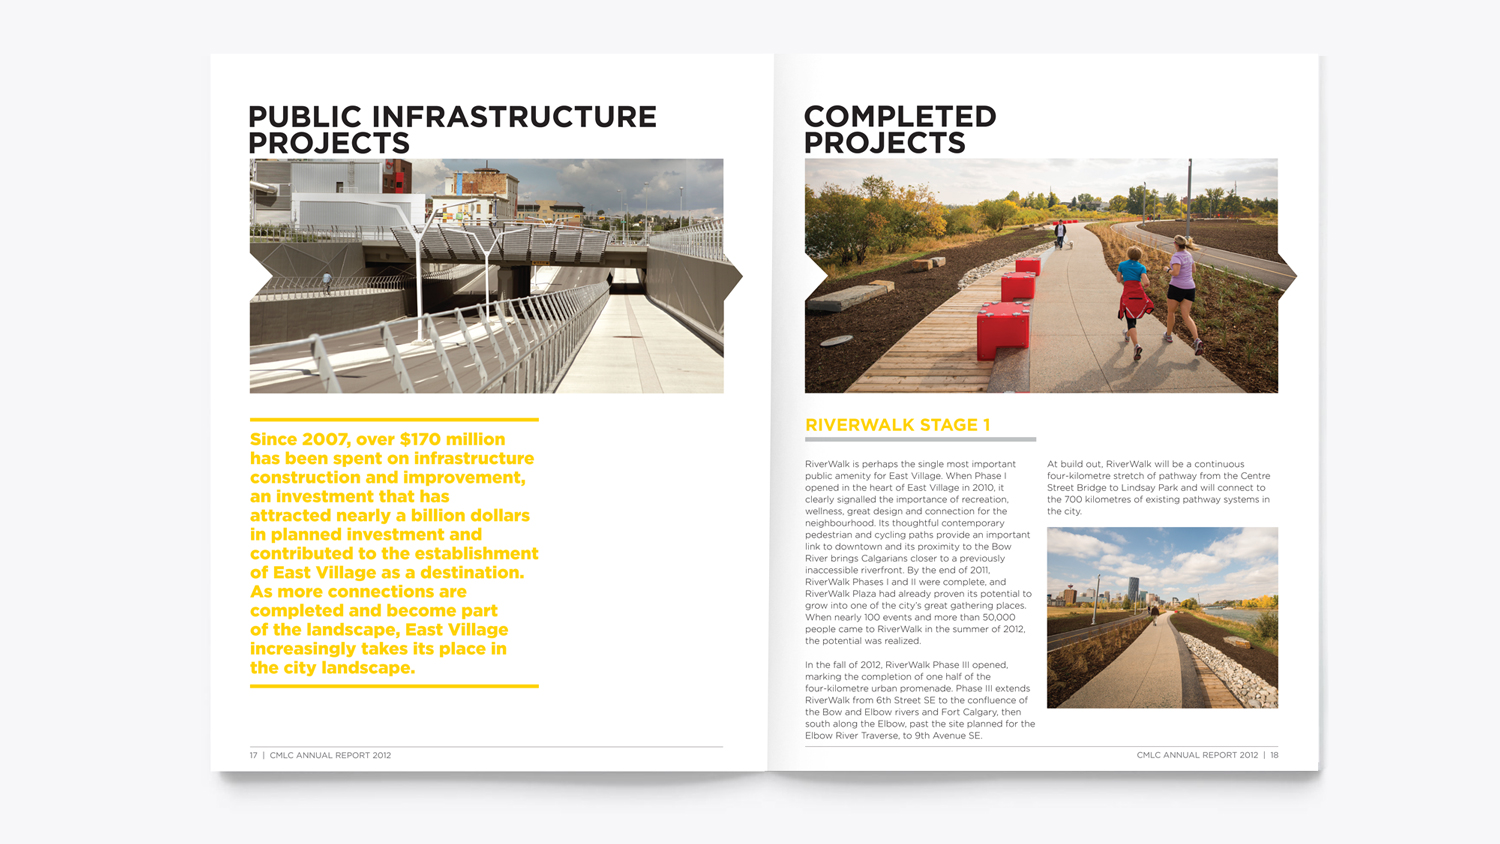 PUBLIC INFRASTRUCTURE
PROJECTS
Since 2007, over $170 million
has been spent on infrastructure
construction and improvement,
an investment that has
attracted nearly a billion dollars
in planned investment and
contributed to the establishment
of East Village as a destination.
As more connections are
completed and become part
of the landscape, East Village
increasingly takes its place in
the city landscape.
17 | CMLC ANNUAL REPORT 2012
COMPLETED
PROJECTS
RIVERWALK STAGE 1
RiverWalk is perhaps the single most important
public amenity for East Village. When Phase I
opened in the heart of East Village in 2010, it
clearly signalled the importance of recreation,
wellness, great design and connection for the
neighbourhood. Its thoughtful contemporary
pedestrian and cycling paths provide an important
link to downtown and its proximity to the Bow
River brings Calgarians closer to a previously
inaccessible riverfront. By the end of 2011,
RiverWalk Phases I and II were complete, and
RiverWalk Plaza had already proven its potential to
grow into one of the city's great gathering places.
When nearly 100 events and more than 50,000
people came to RiverWalk in the summer of 2012,
the potential was realized.
In the fall of 2012, RiverWalk Phase III opened,
marking the completion of one half of the
four-kilometre urban promenade. Phase III extends
RiverWalk from 6th Street SE to the confluence of
the Bow and Elbow rivers and Fort Calgary, then
south along the Elbow, past the site planned for the
Elbow River Traverse, to 9th Avenue SE.
At build out, RiverWalk will be a continuous
four-kilometre stretch of pathway from the Centre
Street Bridge to Lindsay Park and will connect to
the 700 kilometres of existing pathway systems in
the city.
CMLC ANNUAL REPORT 2012 | 18